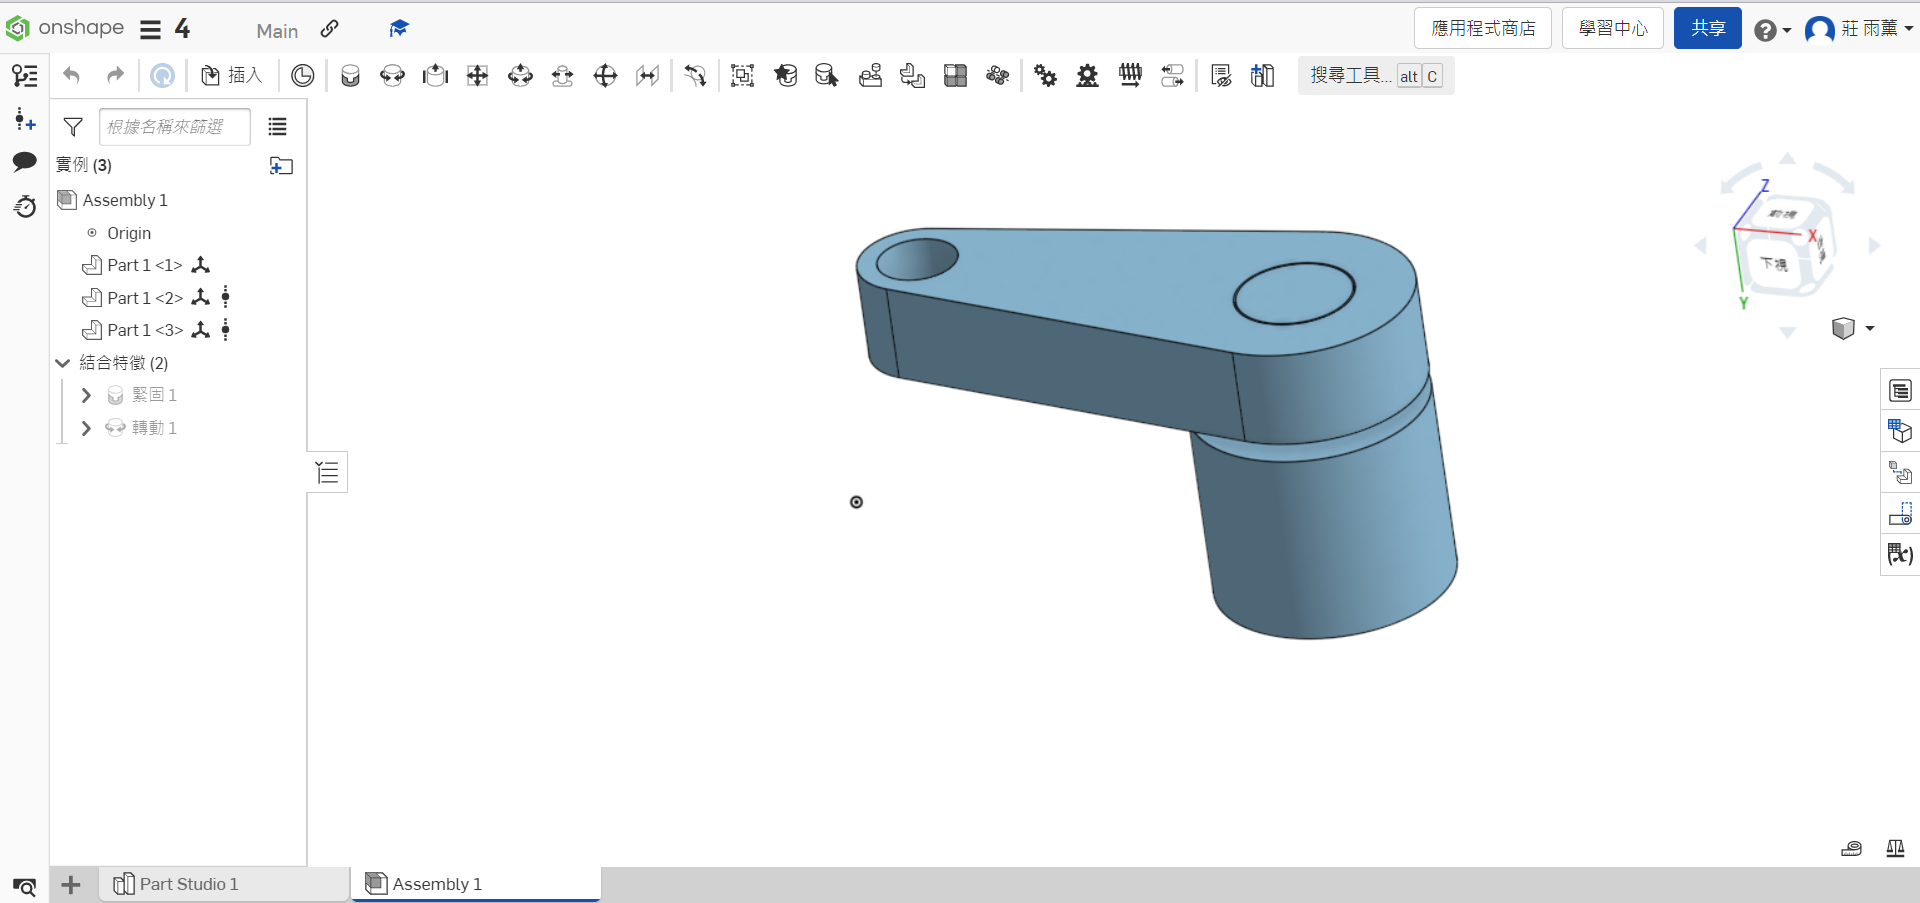 onshape 4 Main 應用程式商店 學習中心 共享 莊 雨薰
插入 搜尋工具... alt C
根據名稱來篩選
實例 (3)
Assembly 1
Origin
Part 1 <1>
Part 1 <2>
Part 1 <3>
結合特徵 (2)
緊固 1
轉動 1
Z
前視
X
下視
Y
(x)
Part Studio 1
Assembly 1